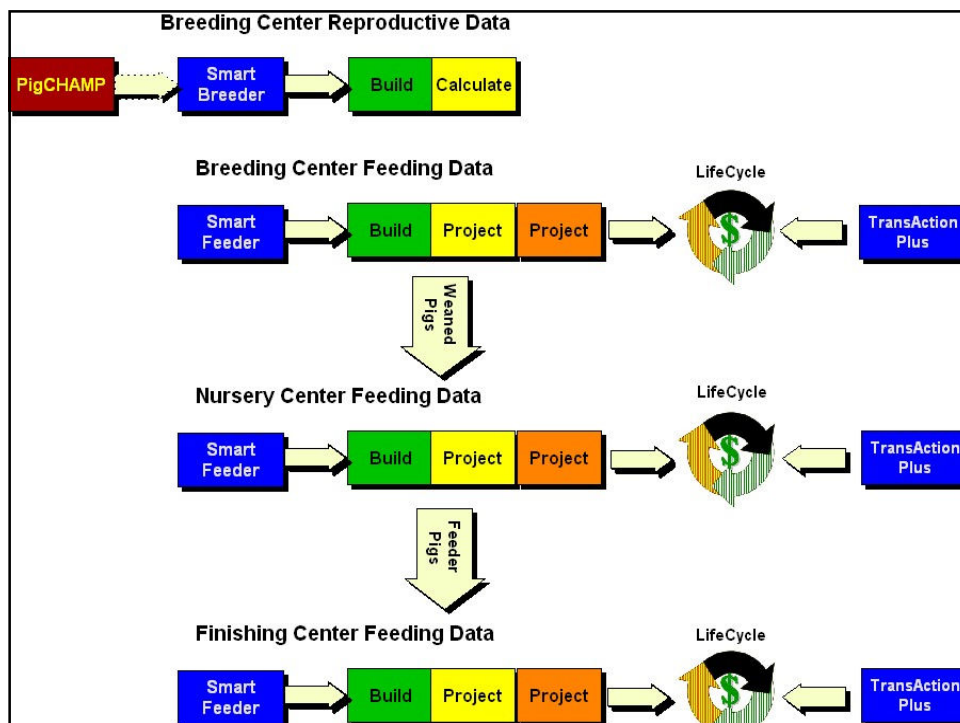 Breeding Center Reproductive Data
PigCHAMP
Smart
Breeder
Build
Calculate
Breeding Center Feeding Data
LifeCycle
Smart
Feeder
Build
Project
Project
$
TransAction
Plus
Weaned
Pigs
Nursery Center Feeding Data
LifeCycle
Smart
Feeder
Build
Project
Project
$
TransAction
Plus
Feeder
Pigs
Finishing Center Feeding Data
LifeCycle
Smart
Feeder
Build
Project
Project
$
TransAction
Plus